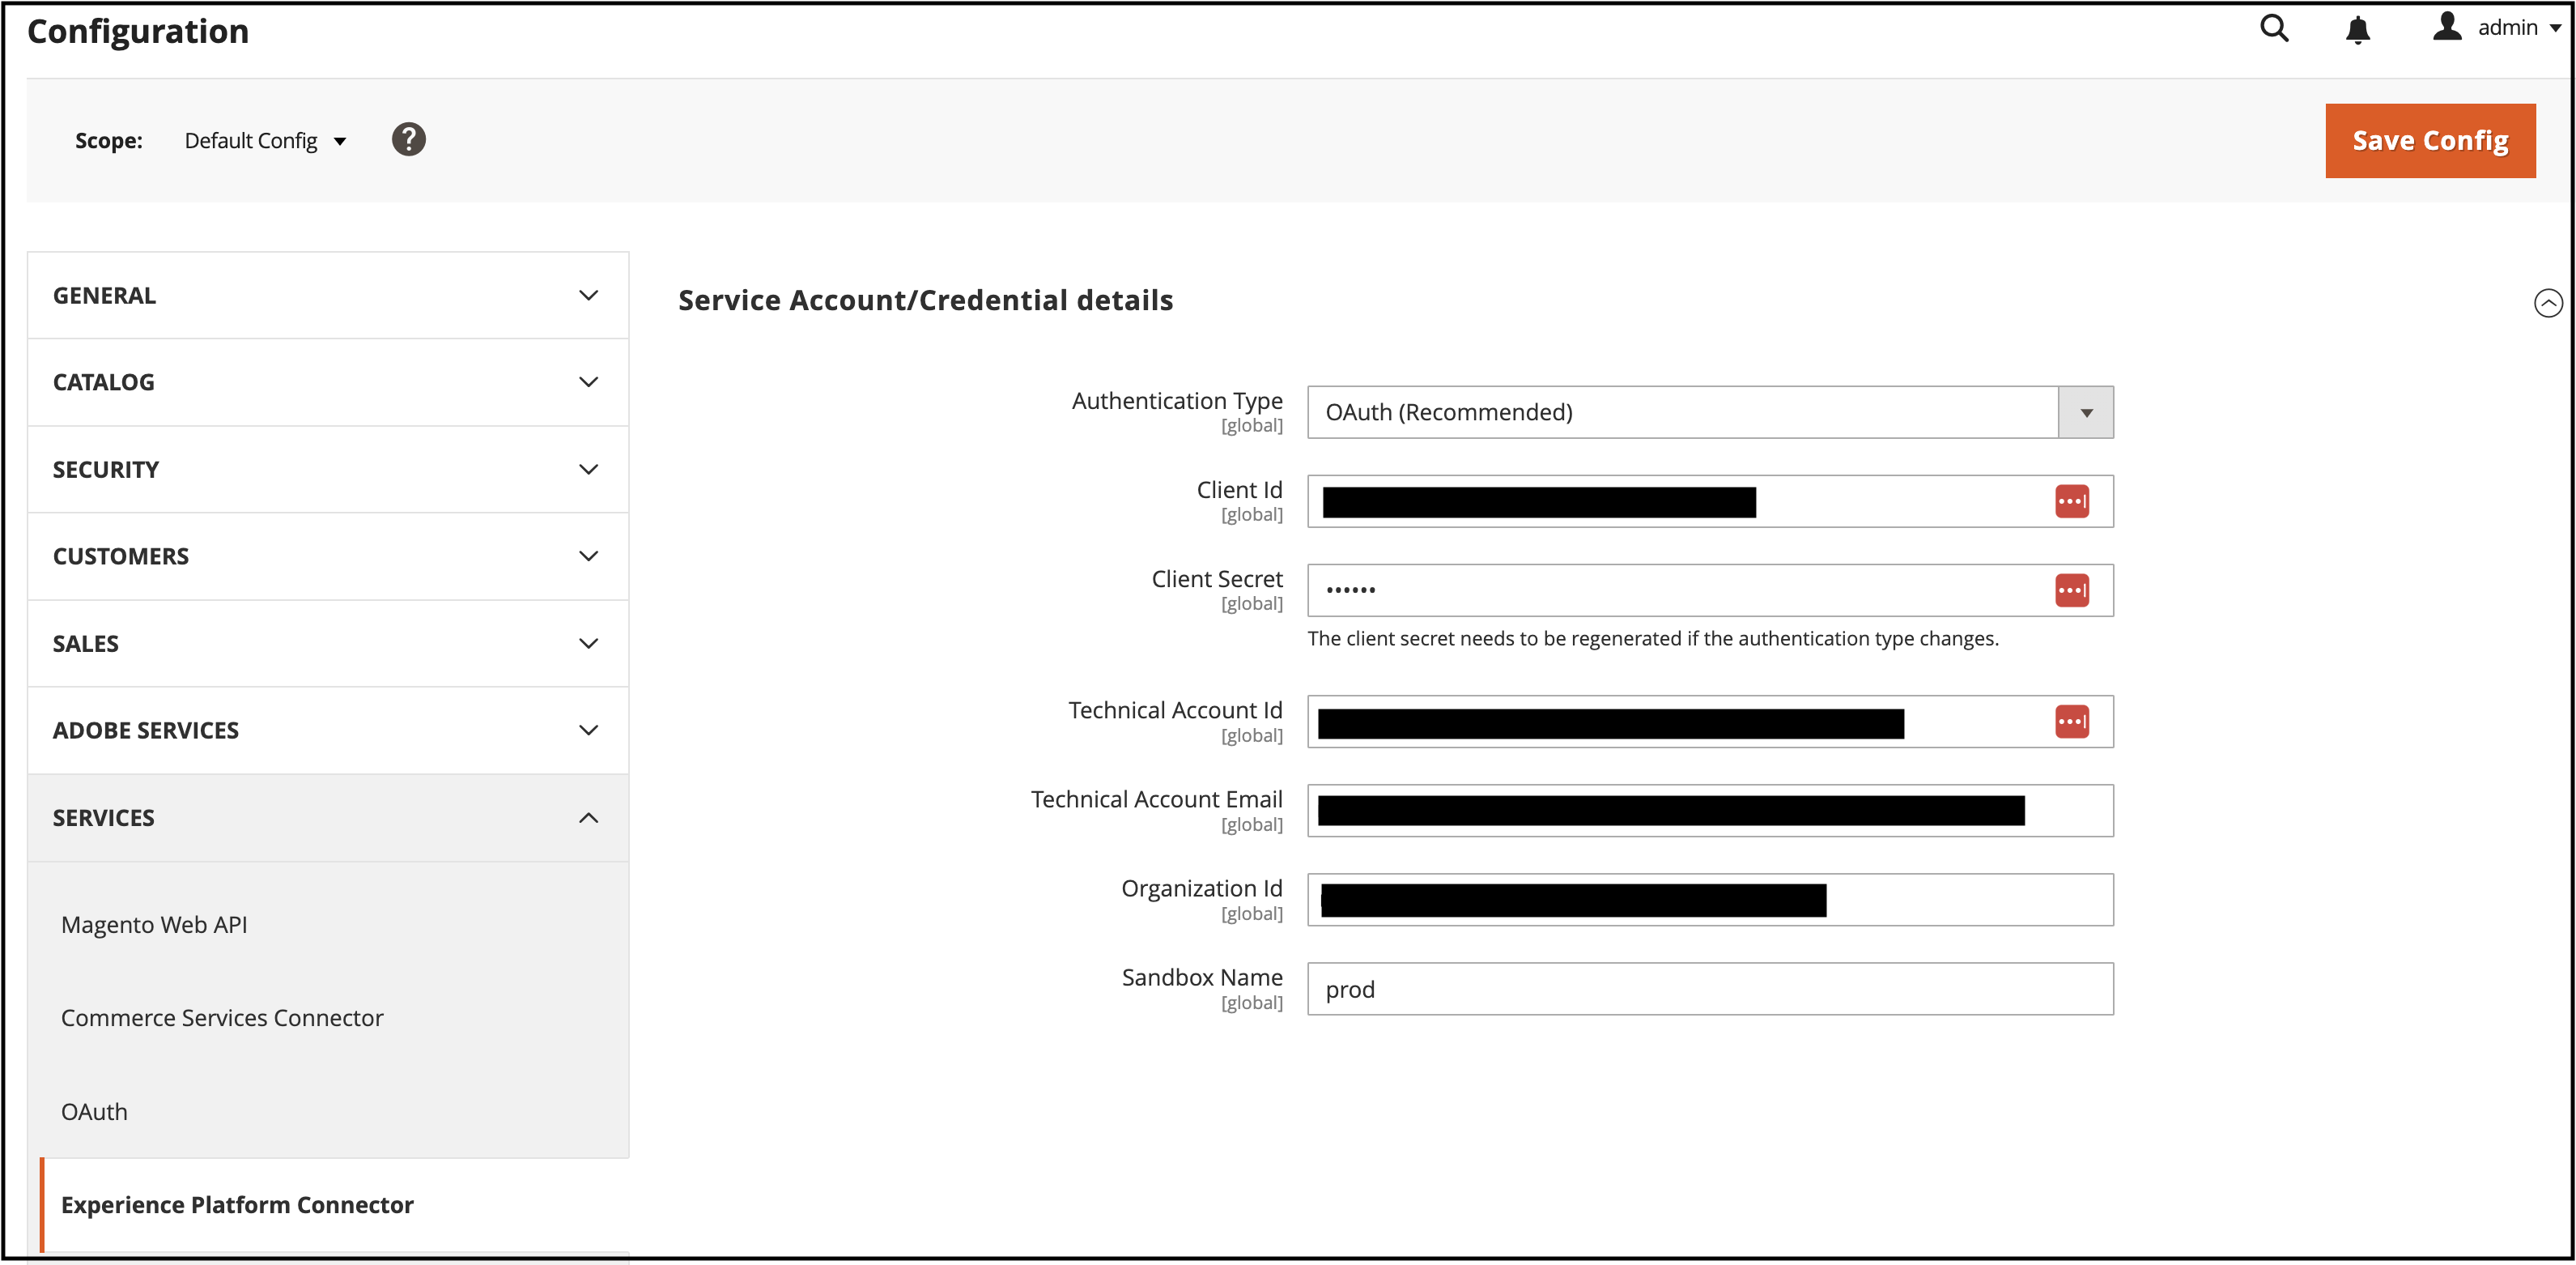 Configuration
admin
Scope:
Default Config
?
Save Config
GENERAL
CATALOG
SECURITY
CUSTOMERS
SALES
ADOBE SERVICES
SERVICES
Magento Web API
Commerce Services Connector
OAuth
Experience Platform Connector
Service Account/Credential details
Authentication Type
[global]
OAuth (Recommended)
Client Id
[global]
Client Secret
[global]
••••••
The client secret needs to be regenerated if the authentication type changes.
Technical Account Id
[global]
Technical Account Email
[global]
Organization Id
[global]
Sandbox Name
[global]
prod